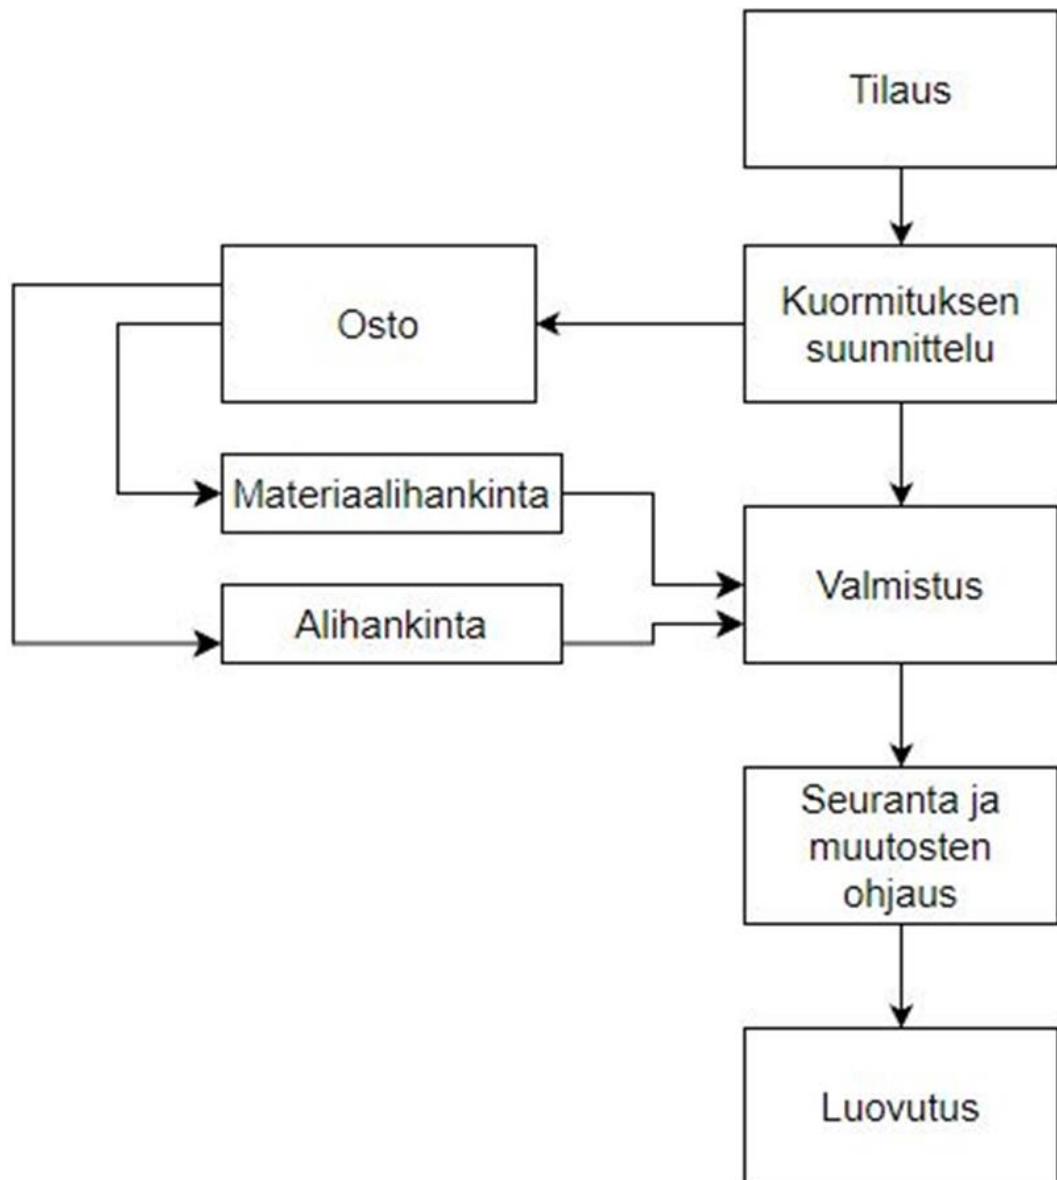 Tilaus
Osto
Kuormituksen
suunnittelu
Materiaalihankinta
Alihankinta
Valmistus
Seuranta ja
muutosten
ohjaus
Luovutus